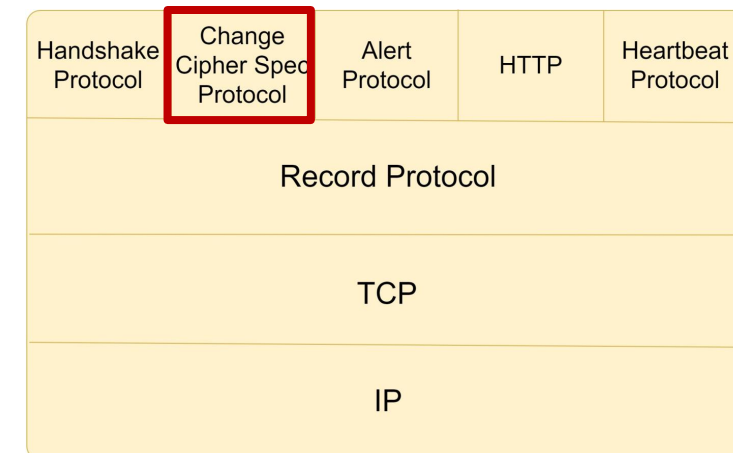 Handshake
Protocol
Change
Cipher Spec
Protocol
Alert
Protocol
HTTP
Heartbeat
Protocol
Record Protocol
TCP
IP